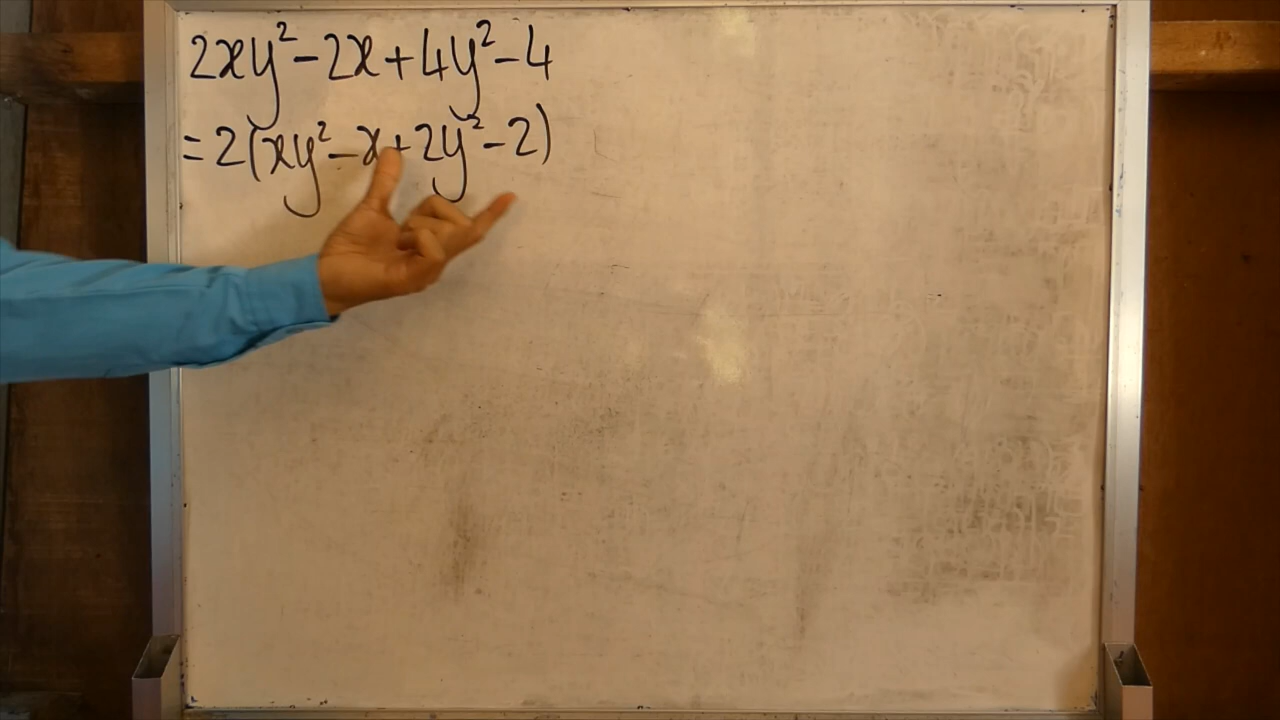 2xy² - 2x + 4y² - 4
= 2(xy² - x + 2y² - 2)